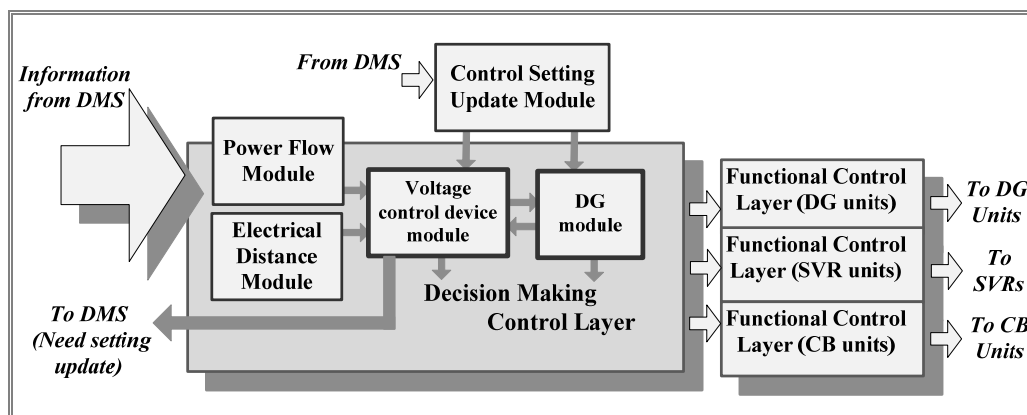 Information
from DMS
From DMS
Control Setting
Update Module
Power Flow
Module
Electrical
Distance
Module
Voltage
control device
module
DG
module
Decision Making
Control Layer
To DMS
(Need setting
update)
Functional Control
Layer (DG units)
Functional Control
Layer (SVR units)
Functional Control
Layer (CB units)
To DG
Units
To
SVRs
To CB
Units